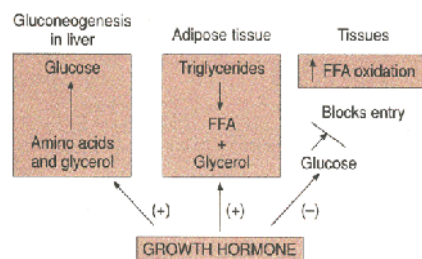 Gluconeogenesis
in liver
Glucose
Amino acids
and glycerol
Adipose tissue
Triglycerides
FFA
+
Glycerol
Tissues
↑ FFA oxidation
Blocks entry
Glucose
(+)
(+)
(−)
GROWTH HORMONE